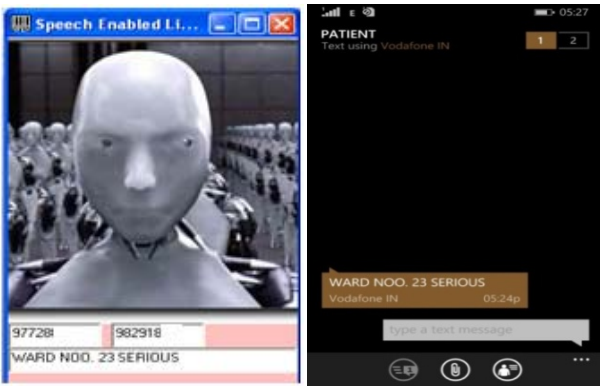 Speech Enabled Li...
97728
982918
WARD NOO. 23 SERIOUS
E
05:27
PATIENT
Text using Vodafone IN
1 2
WARD NOO. 23 SERIOUS
Vodafone IN 05:24p
type a text message
...